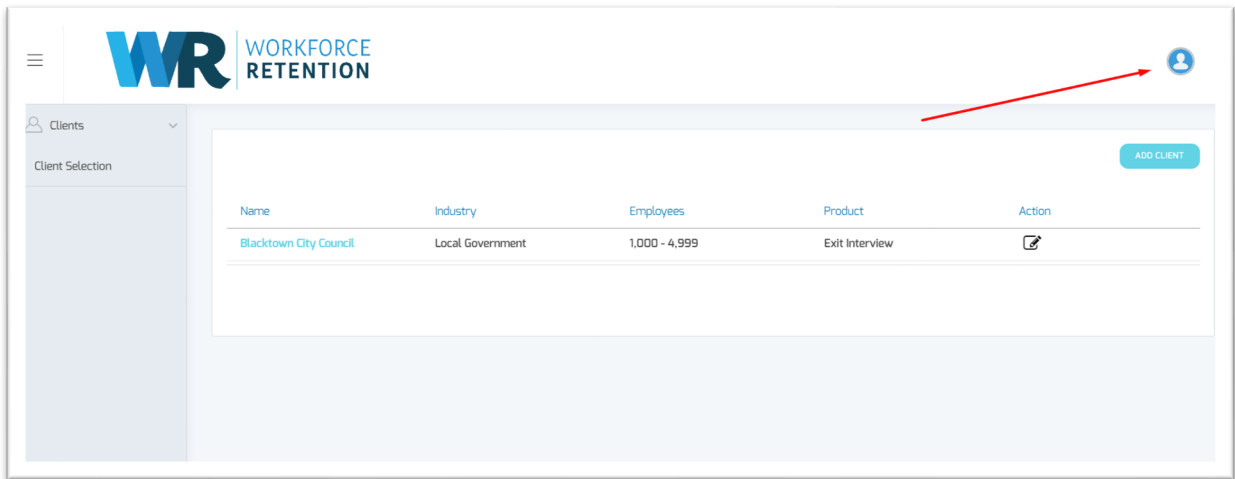 WR WORKFORCE
RETENTION
Clients
Client Selection
ADD CLIENT
Name Industry Employees Product Action
Blacktown City Council Local Government 1,000 - 4,999 Exit Interview